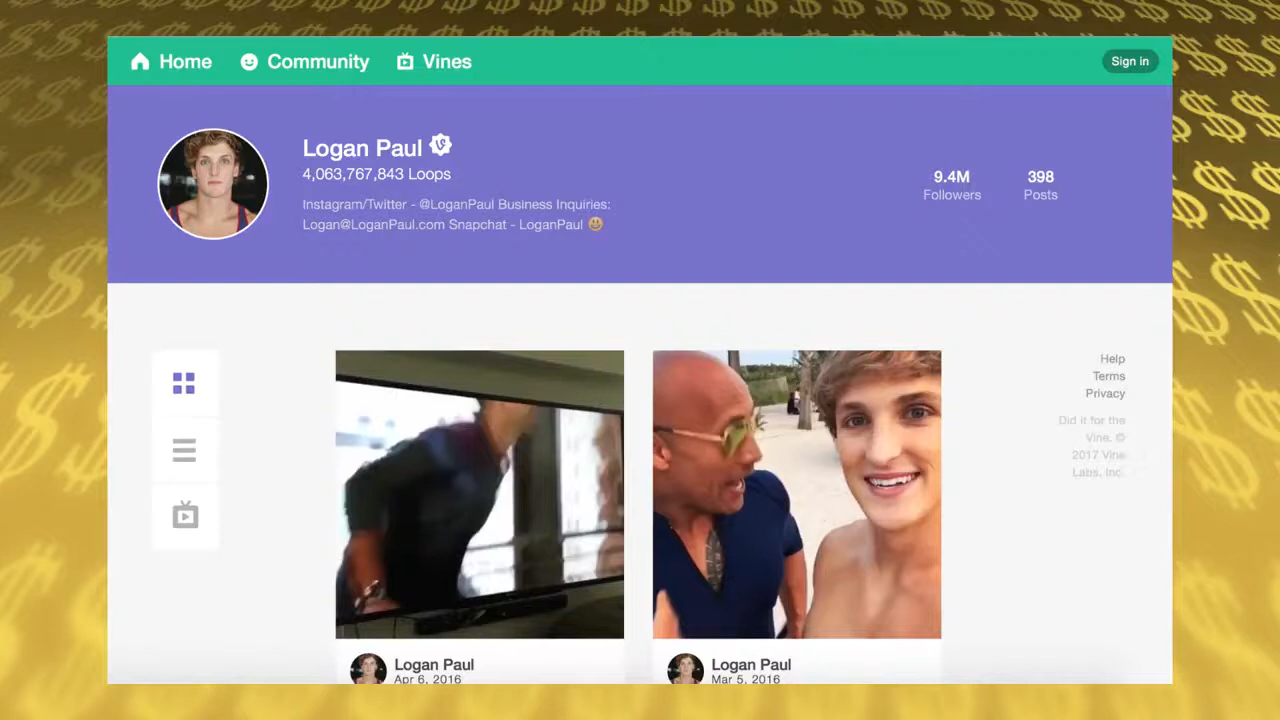 Home Community Vines Sign in
Logan Paul
4,063,767,843 Loops
Instagram/Twitter - @LoganPaul Business Inquiries:
Logan@LoganPaul.com Snapchat - LoganPaul 😃
9.4M 398
Followers Posts
Help
Terms
Privacy
Did it for the
Vine. ©
2017 Vine
Labs, Inc.
Logan Paul
Apr 6, 2016
Logan Paul
Mar 5, 2016